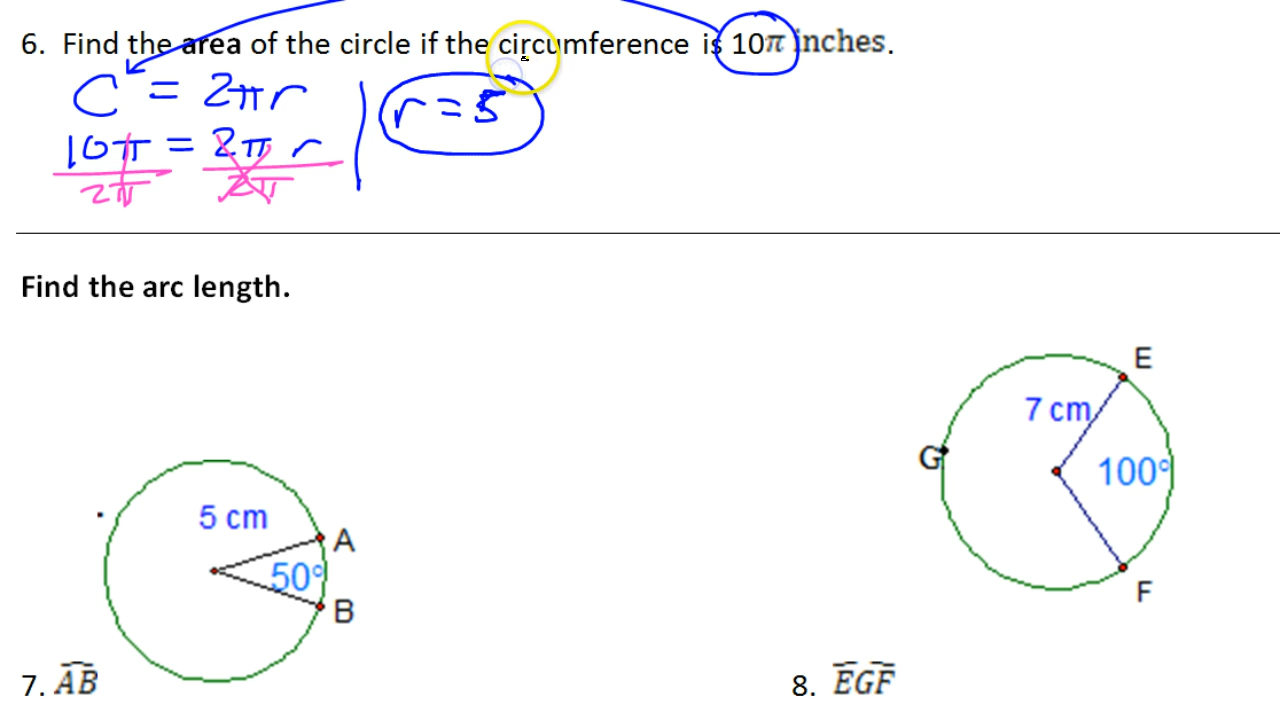 6. Find the area of the circle if the circumference is 10π inches.
C = 2πr
10π = 2π r
2π 2π
r = 5
Find the arc length.
E
7 cm
G
100°
F
5 cm
A
50°
B
7. AB
8. EGF